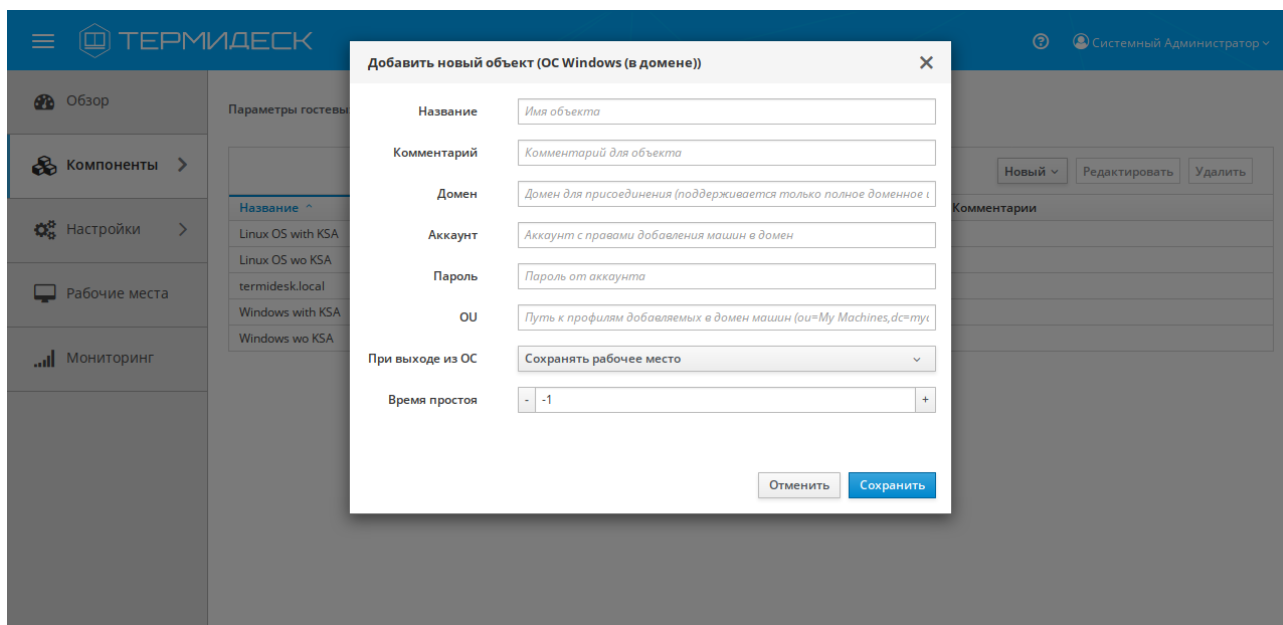 ТЕРМИДЕСК
Системный Администратор
Добавить новый объект (ОС Windows (в домене))
Обзор
Компоненты
Настройки
Рабочие места
Мониторинг
Параметры гостевы
Новый
Редактировать
Удалить
Название
Комментарии
Linux OS with KSA
Linux OS wo KSA
termidesk.local
Windows with KSA
Windows wo KSA
Название
Имя объекта
Комментарий
Комментарий для объекта
Домен
Домен для присоединения (поддерживается только полное доменное
Аккаунт
Аккаунт с правами добавления машин в домен
Пароль
Пароль от аккаунта
OU
Путь к профилям добавляемых в домен машин (ou=My Machines,dc=
При выходе из ОС
Сохранять рабочее место
Время простоя
- -1 +
Отменить
Сохранить